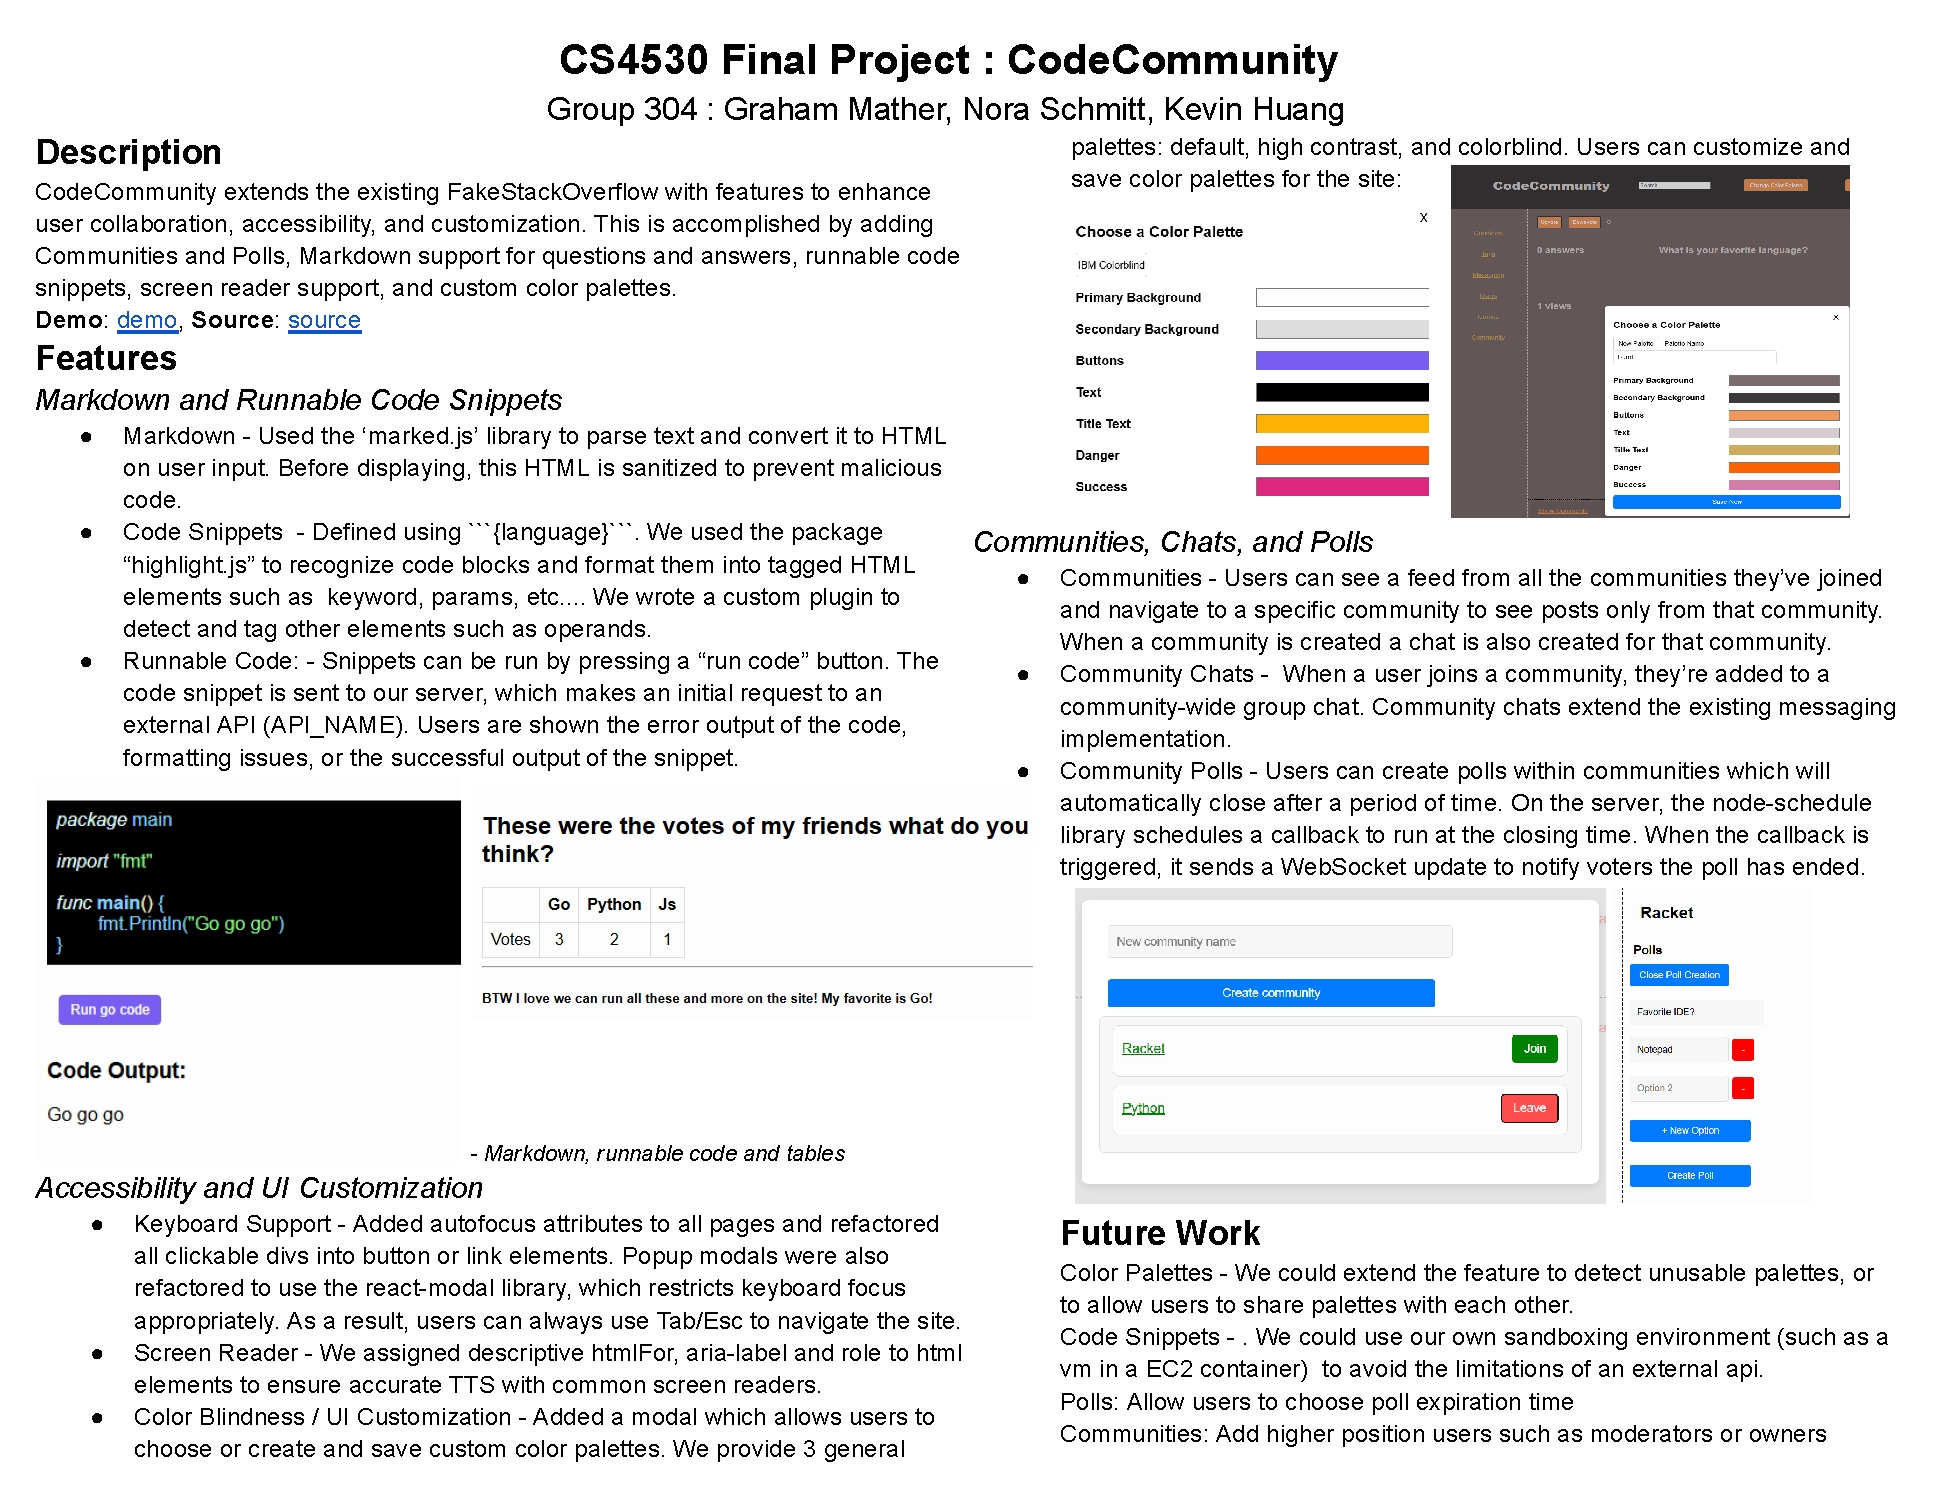 CS4530 Final Project : CodeCommunity
Group 304 : Graham Mather, Nora Schmitt, Kevin Huang
Description
CodeCommunity extends the existing FakeStackOverflow with features to enhance
user collaboration, accessibility, and customization. This is accomplished by adding
Communities and Polls, Markdown support for questions and answers, runnable code
snippets, screen reader support, and custom color palettes.
Demo: demo, Source: source
Features
Markdown and Runnable Code Snippets
● Markdown - Used the ‘marked.js’ library to parse text and convert it to HTML
on user input. Before displaying, this HTML is sanitized to prevent malicious
code.
● Code Snippets  - Defined using ```{language}```. We used the package
“highlight.js” to recognize code blocks and format them into tagged HTML
elements such as  keyword, params, etc.... We wrote a custom plugin to
detect and tag other elements such as operands.
● Runnable Code: - Snippets can be run by pressing a “run code” button. The
code snippet is sent to our server, which makes an initial request to an
external API (API_NAME). Users are shown the error output of the code,
formatting issues, or the successful output of the snippet.
package main
import "fmt"
func main() {
fmt.Println("Go go go")
}
Run go code
Code Output:
Go go go
These were the votes of my friends what do you
think?
Go Python Js
Votes 3 2 1
BTW I love we can run all these and more on the site! My favorite is Go!
- Markdown, runnable code and tables
Accessibility and UI Customization
● Keyboard Support - Added autofocus attributes to all pages and refactored
all clickable divs into button or link elements. Popup modals were also
refactored to use the react-modal library, which restricts keyboard focus
appropriately. As a result, users can always use Tab/Esc to navigate the site.
● Screen Reader - We assigned descriptive htmlFor, aria-label and role to html
elements to ensure accurate TTS with common screen readers.
● Color Blindness / UI Customization - Added a modal which allows users to
choose or create and save custom color palettes. We provide 3 general
palettes: default, high contrast, and colorblind. Users can customize and
save color palettes for the site:
X
Choose a Color Palette
IBM Colorblind
Primary Background
Secondary Background
Buttons
Text
Title Text
Danger
Success
CodeCommunity Search Change Color Palette
0
0 answers What is your favorite language?
1 views
Users
Community
X
Choose a Color Palette
New Palette Palette Name
Primary Background
Secondary Background
Buttons
Text
Title Text
Danger
Success
Save New
Communities, Chats, and Polls
● Communities - Users can see a feed from all the communities they’ve joined
and navigate to a specific community to see posts only from that community.
When a community is created a chat is also created for that community.
● Community Chats -  When a user joins a community, they’re added to a
community-wide group chat. Community chats extend the existing messaging
implementation.
● Community Polls - Users can create polls within communities which will
automatically close after a period of time. On the server, the node-schedule
library schedules a callback to run at the closing time. When the callback is
triggered, it sends a WebSocket update to notify voters the poll has ended.
New community name
Create community
Racket Join
Python Leave
Racket
Polls
Close Poll Creation
Favorite IDE?
Notepad -
Option 2 -
+ New Option
Create Poll
Future Work
Color Palettes - We could extend the feature to detect unusable palettes, or
to allow users to share palettes with each other.
Code Snippets - . We could use our own sandboxing environment (such as a
vm in a EC2 container)  to avoid the limitations of an external api.
Polls: Allow users to choose poll expiration time
Communities: Add higher position users such as moderators or owners